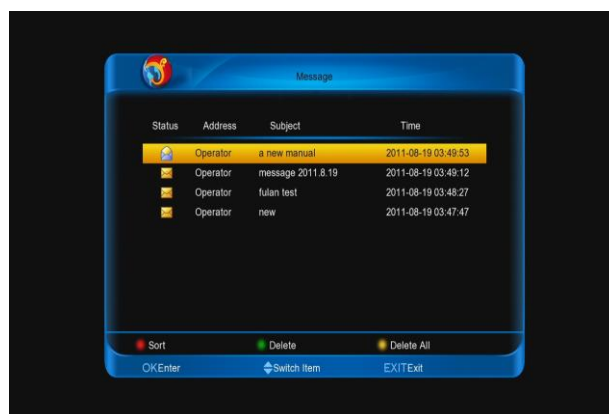 Message
Status Address Subject Time
Operator a new manual 2011-08-19 03:49:53
Operator message 2011.8.19 2011-08-19 03:49:12
Operator fulan test 2011-08-19 03:48:27
Operator new 2011-08-19 03:47:47
Sort Delete Delete All
OKEnter Switch Item EXITExit